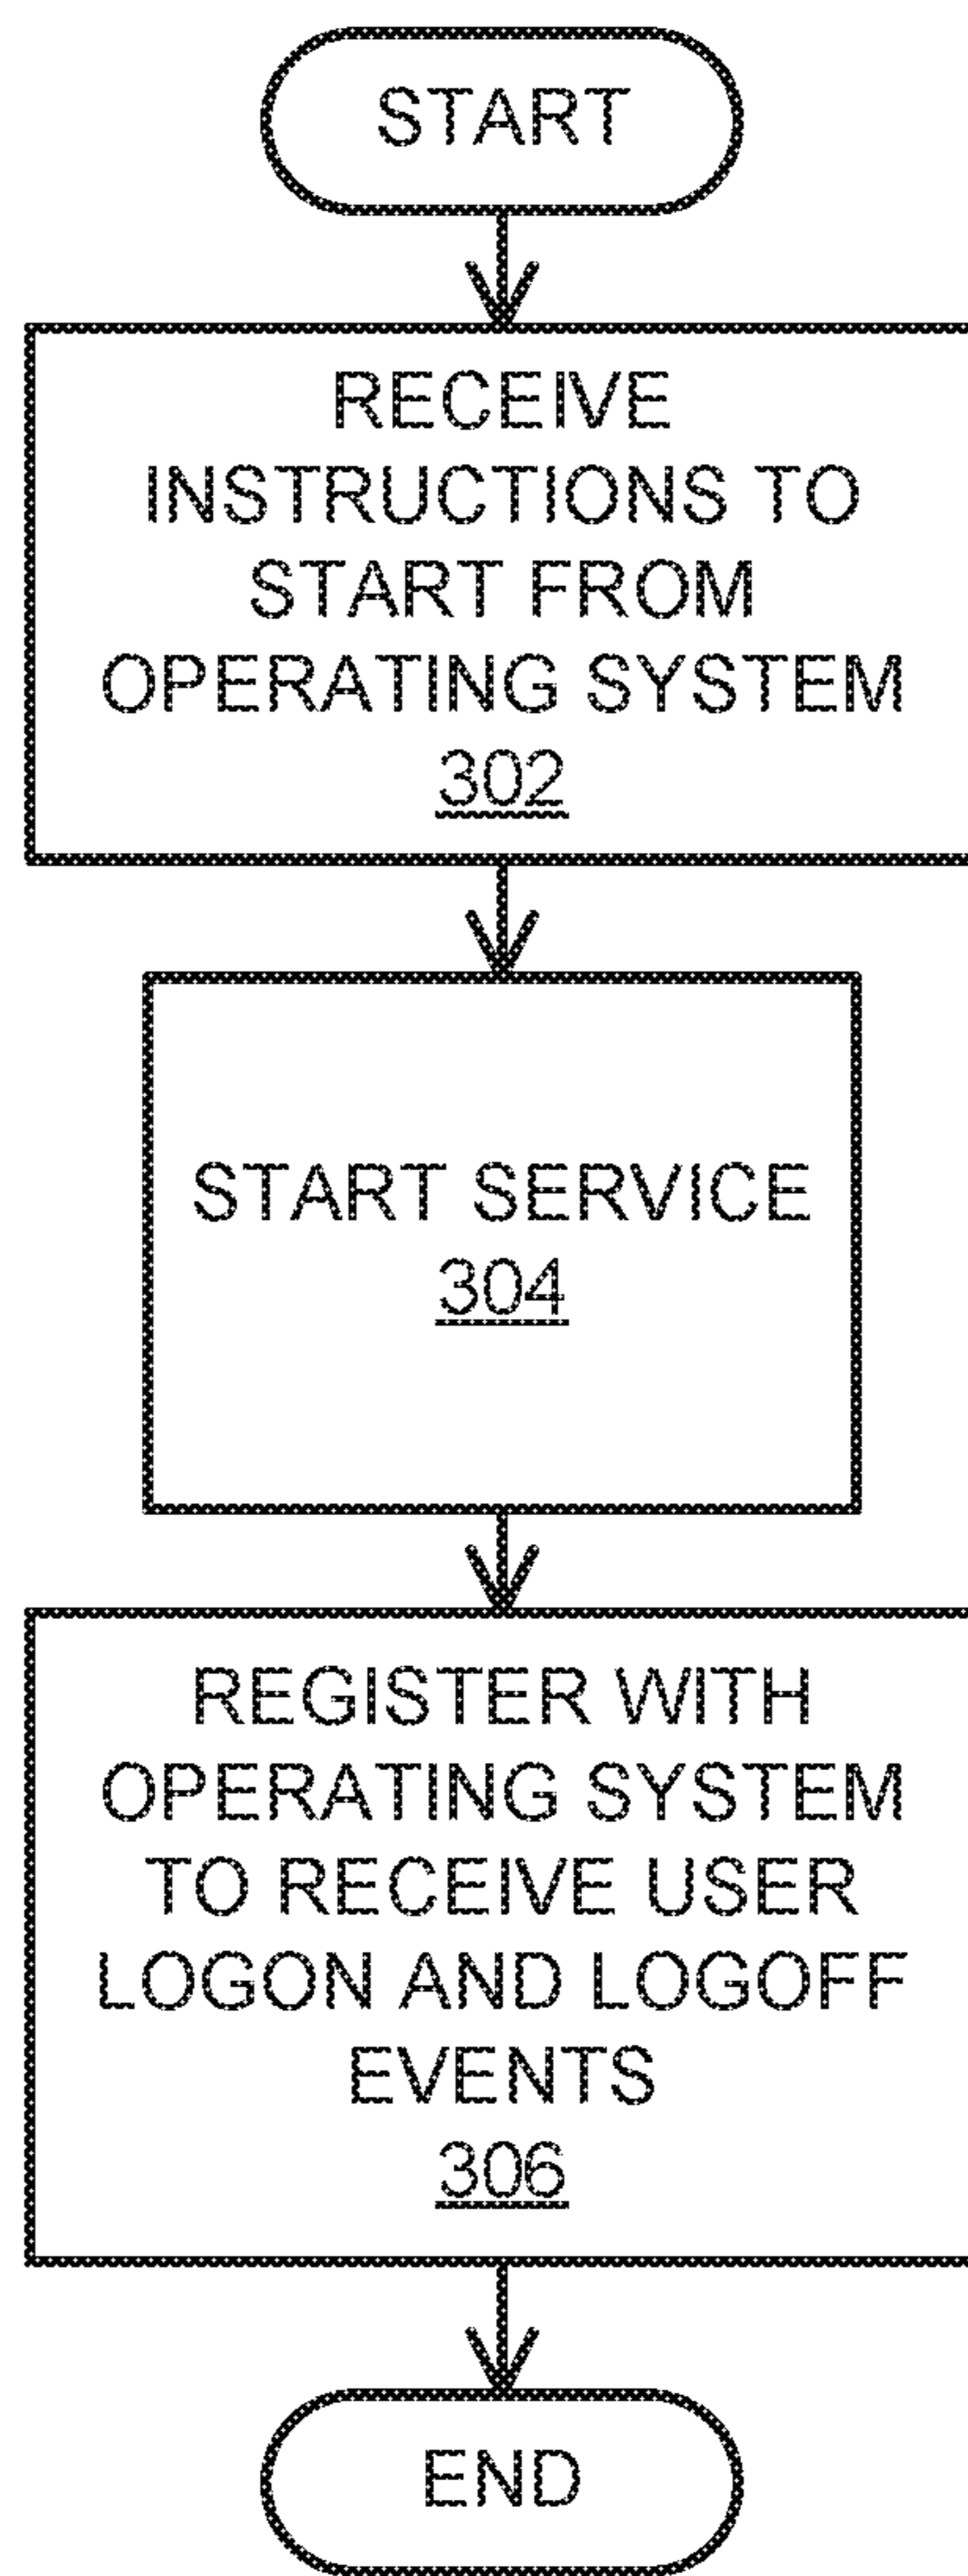 START
RECEIVE
INSTRUCTIONS TO
START FROM
OPERATING SYSTEM
302
START SERVICE
304
REGISTER WITH
OPERATING SYSTEM
TO RECEIVE USER
LOGON AND LOGOFF
EVENTS
306
END